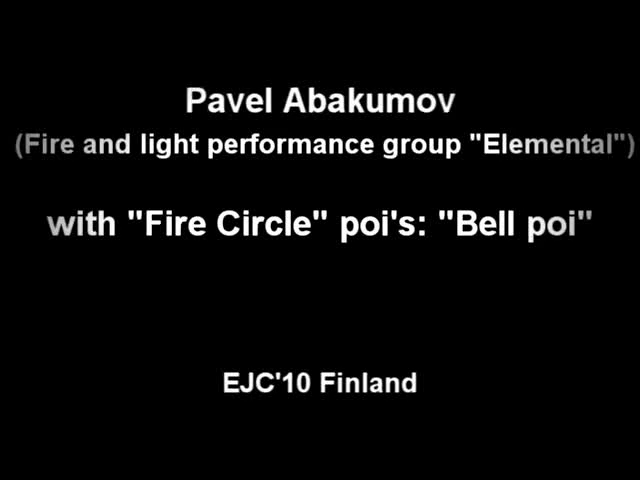 Pavel Abakumov
(Fire and light performance group "Elemental")
with "Fire Circle" poi's: "Bell poi"
EJC'10 Finland